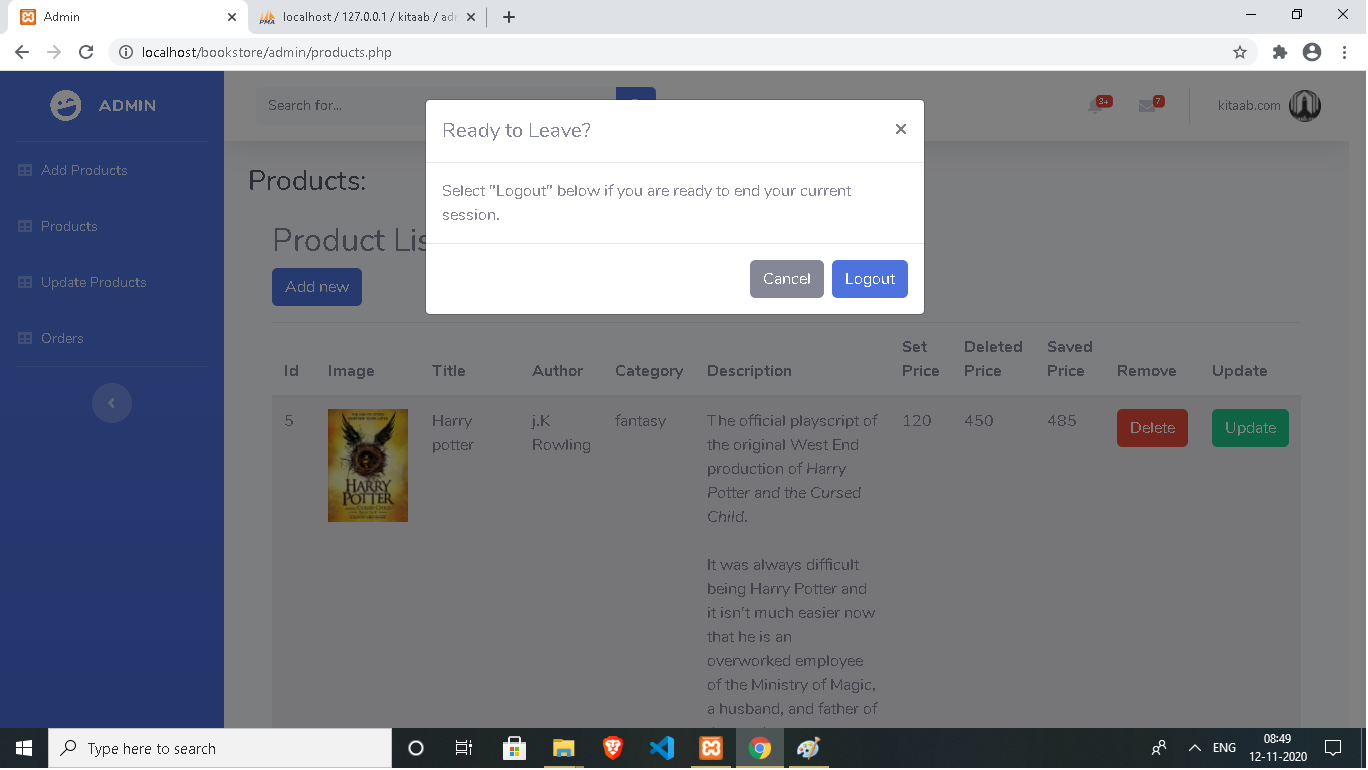 Admin
localhost / 127.0.0.1 / kitaab / adm
localhost/bookstore/admin/products.php
ADMIN
Search for...
3+
7
kitaab.com
Ready to Leave?
×
Select "Logout" below if you are ready to end your current
session.
Cancel
Logout
Add Products
Products
Update Products
Orders
Products:
Product Lis
Add new
Id
Image
Title
Author
Category
Description
Set
Price
Deleted
Price
Saved
Price
Remove
Update
5
HARRY
POTTER
Harry
potter
j.K
Rowling
fantasy
The official playscript of
the original West End
production of Harry
Potter and the Cursed
Child.
It was always difficult
being Harry Potter and
it isn't much easier now
that he is an
overworked employee
of the Ministry of Magic,
a husband, and father of
120
450
485
Delete
Update
Type here to search
ENG
08:49
12-11-2020